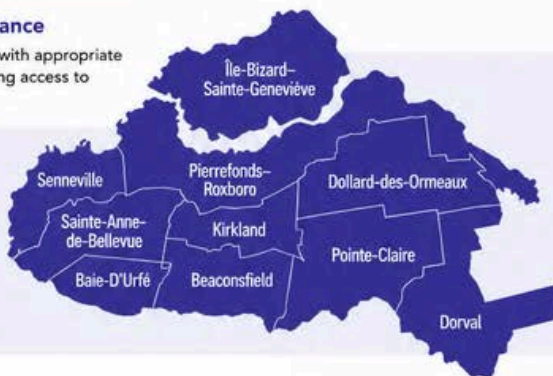 ance
with appropriate
ng access to
Île-Bizard–
Sainte-Geneviève
Senneville
Pierrefonds–
Roxboro
Dollard-des-Ormeaux
Sainte-Anne-
de-Bellevue
Kirkland
Pointe-Claire
Baie-D'Urfé
Beaconsfield
Dorval